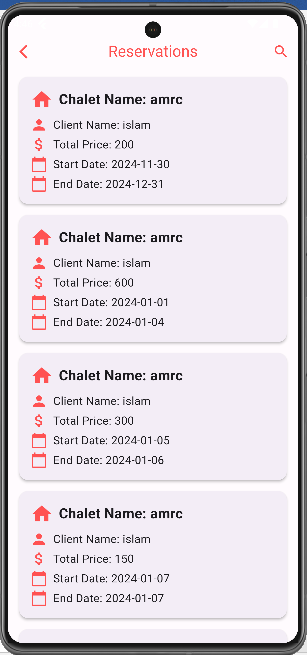 Reservations
Chalet Name: amrc
Client Name: islam
Total Price: 200
Start Date: 2024-11-30
End Date: 2024-12-31
Chalet Name: amrc
Client Name: islam
Total Price: 600
Start Date: 2024-01-01
End Date: 2024-01-04
Chalet Name: amrc
Client Name: islam
Total Price: 300
Start Date: 2024-01-05
End Date: 2024-01-06
Chalet Name: amrc
Client Name: islam
Total Price: 150
Start Date: 2024-01-07
End Date: 2024-01-07